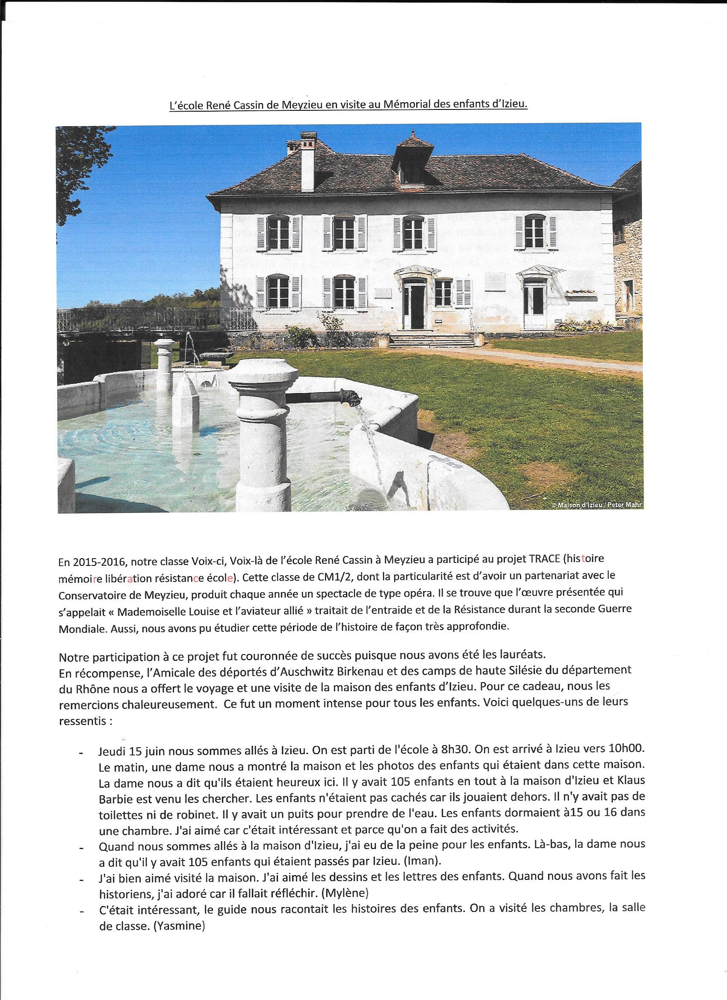 L'école René Cassin de Meyzieu en visite au Mémorial des enfants d'Izieu.
© Maison d'Izieu / Peter Mahr
En 2015-2016, notre classe Voix-ci, Voix-là de l'école René Cassin à Meyzieu a participé au projet TRACE (histoire
mémoire libération résistance école). Cette classe de CM1/2, dont la particularité est d'avoir un partenariat avec le
Conservatoire de Meyzieu, produit chaque année un spectacle de type opéra. Il se trouve que l'œuvre présentée qui
s'appelait « Mademoiselle Louise et l'aviateur allié » traitait de l'entraide et de la Résistance durant la seconde Guerre
Mondiale. Aussi, nous avons pu étudier cette période de l'histoire de façon très approfondie.
Notre participation à ce projet fut couronnée de succès puisque nous avons été les lauréats.
En récompense, l'Amicale des déportés d'Auschwitz Birkenau et des camps de haute Silésie du département
du Rhône nous a offert le voyage et une visite de la maison des enfants d'Izieu. Pour ce cadeau, nous les
remercions chaleureusement. Ce fut un moment intense pour tous les enfants. Voici quelques-uns de leurs
ressentis :
- Jeudi 15 juin nous sommes allés à Izieu. On est parti de l'école à 8h30. On est arrivé à Izieu vers 10h00.
Le matin, une dame nous a montré la maison et les photos des enfants qui étaient dans cette maison.
La dame nous a dit qu'ils étaient heureux ici. Il y avait 105 enfants en tout à la maison d'Izieu et Klaus
Barbie est venu les chercher. Les enfants n'étaient pas cachés car ils jouaient dehors. Il n'y avait pas de
toilettes ni de robinet. Il y avait un puits pour prendre de l'eau. Les enfants dormaient à15 ou 16 dans
une chambre. J'ai aimé car c'était intéressant et parce qu'on a fait des activités.
- Quand nous sommes allés à la maison d'Izieu, j'ai eu de la peine pour les enfants. Là-bas, la dame nous
a dit qu'il y avait 105 enfants qui étaient passés par Izieu. (Iman).
- J'ai bien aimé visité la maison. J'ai aimé les dessins et les lettres des enfants. Quand nous avons fait les
historiens, j'ai adoré car il fallait réfléchir. (Mylène)
- C'était intéressant, le guide nous racontait les histoires des enfants. On a visité les chambres, la salle
de classe. (Yasmine)